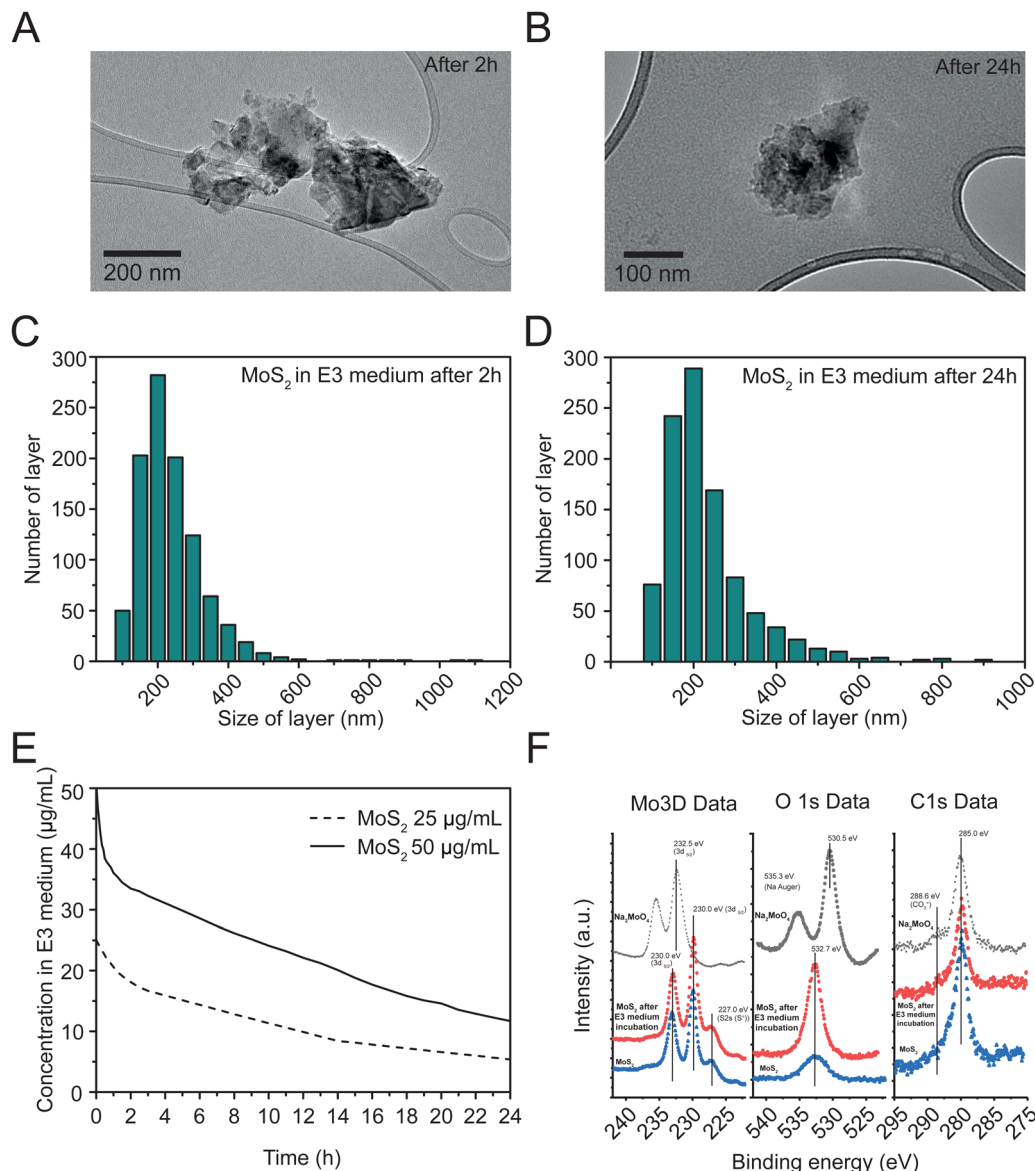 A
B
After 2h
After 24h
200 nm
100 nm
C
D
MoS2 in E3 medium after 2h
MoS2 in E3 medium after 24h
Number of layer
300
250
200
150
100
50
0
200
400
600
800
1000
1200
Size of layer (nm)
Number of layer
300
250
200
150
100
50
0
200
400
600
800
1000
Size of layer (nm)
E
F
Concentration in E3 medium (µg/mL)
50
40
30
20
10
0
MoS2 25 µg/mL
MoS2 50 µg/mL
0 2 4 6 8 10 12 14 16 18 20 22 24
Time (h)
Mo3D Data
O 1s Data
C1s Data
Intensity (a.u.)
232.5 eV
(3d 5/2)
Na2MoO4
230.0 eV (3d 5/2)
230.0 eV
(3d 3/2)
227.0 eV
(S2s (S²⁻))
MoS2 after
E3 medium
incubation
MoS2
240
235
230
225
530.5 eV
535.3 eV
(Na Auger)
Na2MoO4
532.7 eV
MoS2 after
E3 medium
incubation
MoS2
540
535
530
525
285.0 eV
288.6 eV
Na2MoO4
MoS2 after
E3 medium
incubation
MoS2
295
290
280
285
275
Binding energy (eV)